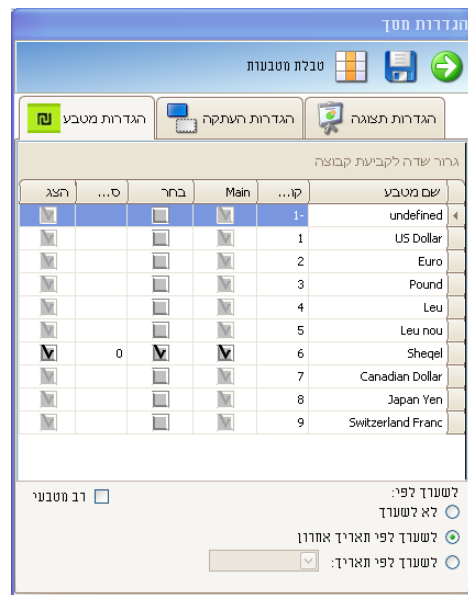 הגדרות מסך
טבלת מטבעות
הגדרות תצוגה הגדרות העתקה הגדרות מטבע ₪
גרור שדה לקביעת קבוצה
שם מטבע קו... Main בחר ס... הצג
undefined -1
US Dollar 1
Euro 2
Pound 3
Leu 4
Leu nou 5
Sheqel 6 0
Canadian Dollar 7
Japan Yen 8
Switzerland Franc 9
לשערך לפי: רב מטבעי
לא לשערך
לשערך לפי תאריך אחרון
לשערך לפי תאריך: